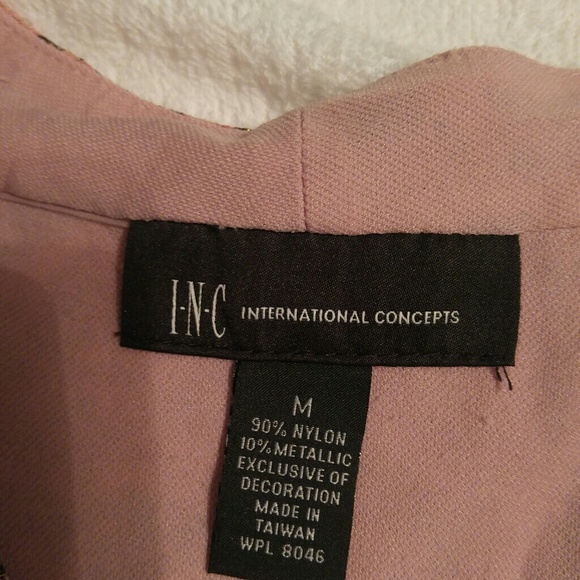 I·N·C INTERNATIONAL CONCEPTS
M
90% NYLON
10% METALLIC
EXCLUSIVE OF
DECORATION
MADE IN
TAIWAN
WPL 8046